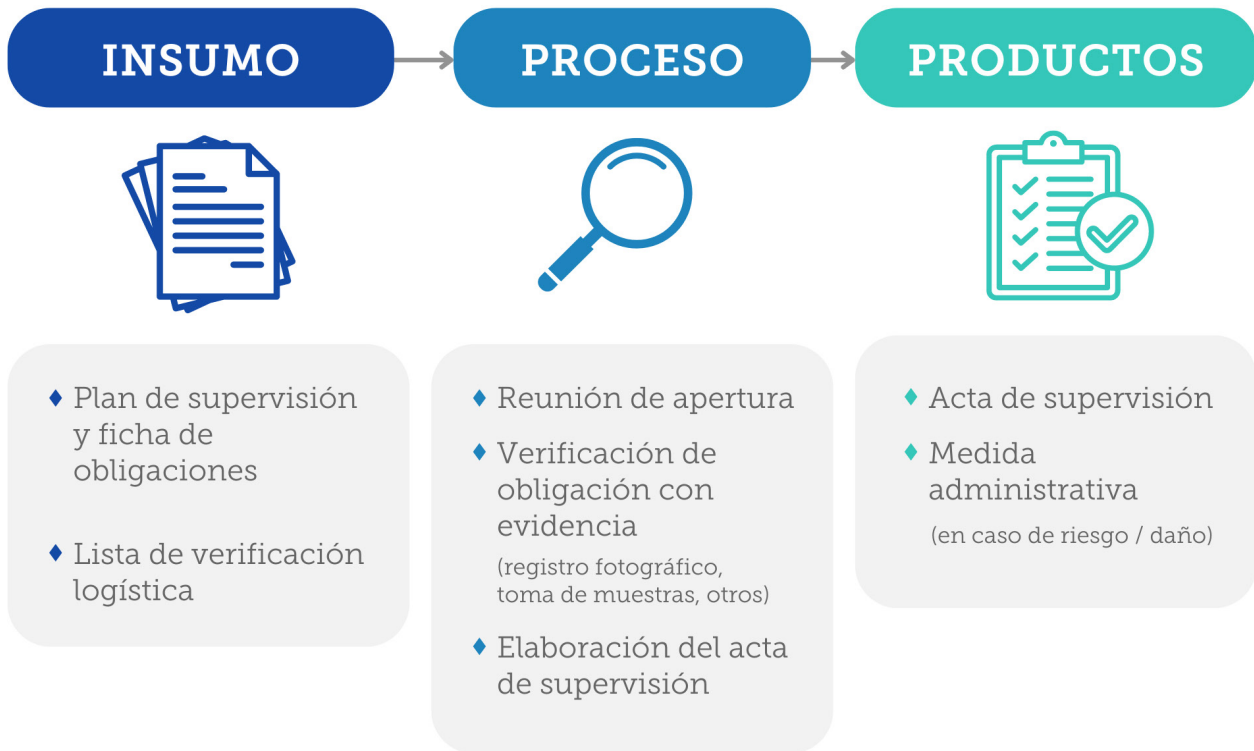 INSUMO
PROCESO
PRODUCTOS
Plan de supervisión
y ficha de
obligaciones
Lista de verificación
logística
Reunión de apertura
Verificación de
obligación con
evidencia
(registro fotográfico,
toma de muestras, otros)
Elaboración del acta
de supervisión
Acta de supervisión
Medida
administrativa
(en caso de riesgo / daño)